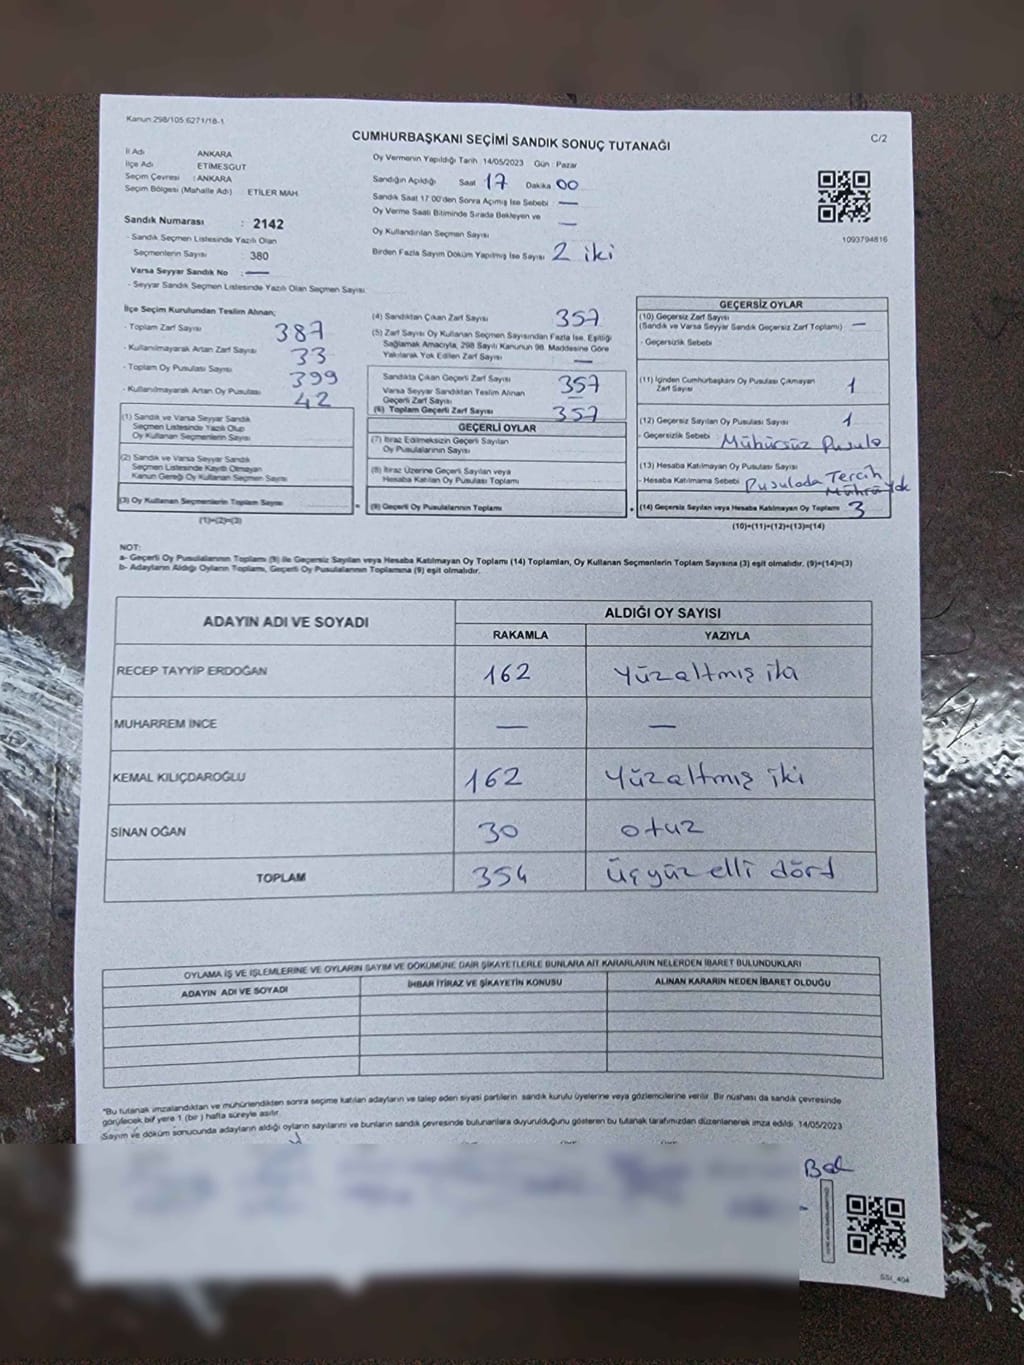 Kanun 298/105 6271/18-1
CUMHURBAŞKANI SEÇİMİ SANDIK SONUÇ TUTANAĞI
C/2
İl Adı ANKARA
İlçe Adı ETİMESGUT
Seçim Çevresi : ANKARA
Seçim Bölgesi (Mahalle Adı) ETİLER MAH.
Oy Vermenin Yapıldığı Tarih 14/05/2023 Gün : Pazar
Sandığın Açıldığı Saat 17 Dakika 00
Sandık Saat 17:00'den Sonra Açımış İse Sebebi : —
Oy Verme Saati Bitiminde Sırada Bekleyen ve —
Oy Kullandırılan Seçmen Sayısı
Birden Fazla Sayım Döküm Yapılmış İse Sayısı 2 iki
1093794816
Sandık Numarası : 2142
- Sandık Seçmen Listesinde Yazılı Olan
Seçmenlerin Sayısı : 380
Varsa Seyyar Sandık No : —
- Seyyar Sandık Seçmen Listesinde Yazılı Olan Seçmen Sayısı
İlçe Seçim Kurulundan Teslim Alınan;
- Toplam Zarf Sayısı 387
- Kullanılmayarak Artan Zarf Sayısı 33
- Toplam Oy Pusulası Sayısı 399
- Kullanılmayarak Artan Oy Pusulası 42
(1) Sandık ve Varsa Seyyar Sandık
Seçmen Listesinde Yazılı Olup
Oy Kullanan Seçmenlerin Sayısı
(2) Sandık ve Varsa Seyyar Sandık
Seçmen Listesinde Kayıtlı Olmayan
Kanun Gereği Oy Kullanan Seçmen Sayısı
(3) Oy Kullanan Seçmenlerin Toplam Sayısı
(1)+(2)=(3)
(4) Sandıktan Çıkan Zarf Sayısı 357
(5) Zarf Sayısı Oy Kullanan Seçmen Sayısından Fazla İse, Eşitliği
Sağlamak Amacıyla, 298 Sayılı Kanunun 98. Maddesine Göre
Yakılarak Yok Edilen Zarf Sayısı —
Sandıkta Çıkan Geçerli Zarf Sayısı 357
Varsa Seyyar Sandıktan Teslim Alınan
Geçerli Zarf Sayısı —
(6) Toplam Geçerli Zarf Sayısı 357
GEÇERLİ OYLAR
(7) İtiraz Edilmeksizin Geçerli Sayılan
Oy Pusulalarının Sayısı
(8) İtiraz Üzerine Geçerli Sayılan veya
Hesaba Katılan Oy Pusulası Toplamı
(9) Geçerli Oy Pusulalarının Toplamı
GEÇERSİZ OYLAR
(10) Geçersiz Zarf Sayısı
(Sandık ve Varsa Seyyar Sandık Geçersiz Zarf Toplamı) —
- Geçersizlik Sebebi
(11) İçinden Cumhurbaşkanı Oy Pusulası Çıkmayan
Zarf Sayısı 1
(12) Geçersiz Sayılan Oy Pusulası Sayısı 1
- Geçersizlik Sebebi Mühürsüz Pusula
(13) Hesaba Katılmayan Oy Pusulası Sayısı
- Hesaba Katılmama Sebebi Pusulada Tercih
Mührü Yok
(14) Geçersiz Sayılan veya Hesaba Katılmayan Oy Toplamı 3
(10)+(11)+(12)+(13)=(14)
NOT:
a- Geçerli Oy Pusulalarının Toplamı (9) ile Geçersiz Sayılan veya Hesaba Katılmayan Oy Toplamı (14) Toplamları, Oy Kullanan Seçmenlerin Toplam Sayısına (3) eşit olmalıdır. (9)+(14)=(3)
b- Adayların Aldığı Oyların Toplamı, Geçerli Oy Pusulalarının Toplamına (9) eşit olmalıdır.
ADAYIN ADI VE SOYADI
ALDIĞI OY SAYISI
RAKAMLA YAZIYLA
RECEP TAYYİP ERDOĞAN 162 Yüzaltmış iki
MUHARREM İNCE — —
KEMAL KILIÇDAROĞLU 162 Yüzaltmış iki
SİNAN OĞAN 30 otuz
TOPLAM 354 Üçyüz elli dört
OYLAMA İŞ VE İŞLEMLERİNE VE OYLARIN SAYIM VE DÖKÜMÜNE DAİR ŞİKAYETLERLE BUNLARA AİT KARARLARIN NELERDEN İBARET BULUNDUKLARI
ADAYIN ADI VE SOYADI İHBAR İTİRAZ VE ŞİKAYETİN KONUSU ALINAN KARARIN NEDEN İBARET OLDUĞU
"Bu tutanak imzalandıktan ve mühürlendikten sonra seçime katılan adayların ve talep eden siyasi partilerin sandık kurulu üyelerine veya gözlemcilerine verilir. Bir nüshası da sandık çevresinde
görülecek bir yere 1 (bir) hafta süreyle asılır.
Sayım ve döküm sonucunda adayların aldığı oyların sayılarını ve bunların sandık çevresinde bulunanlara duyurulduğunu gösteren bu tutanak tarafımızdan düzenlenerek imza edildi. 14/05/2023
SSI_404